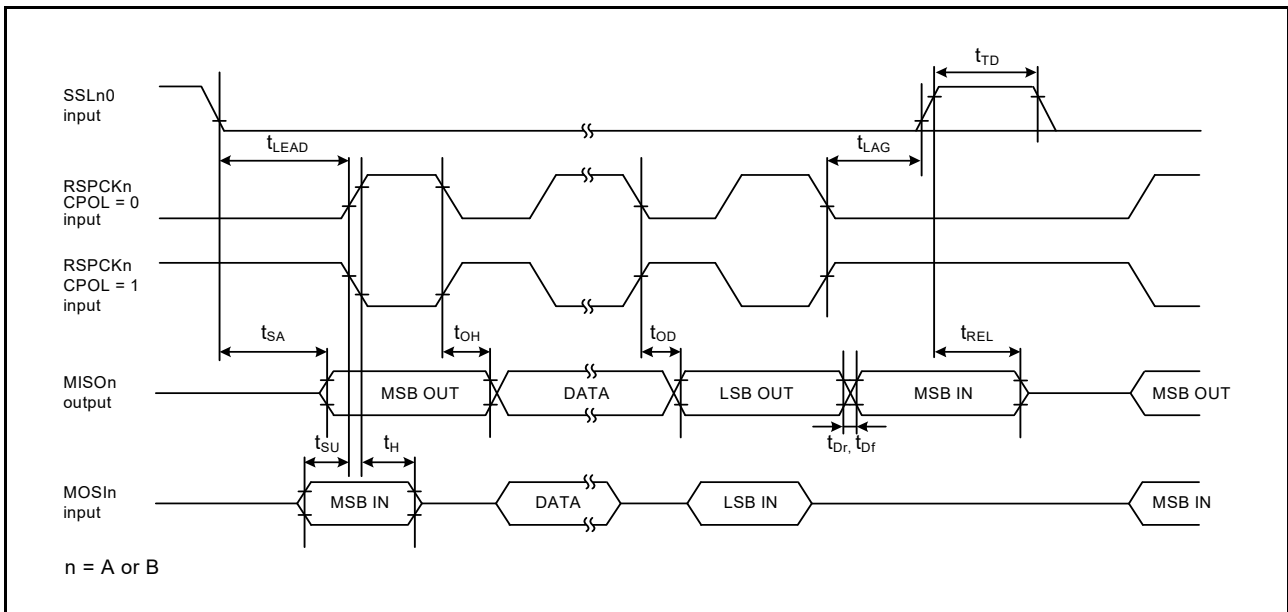 tTD
SSLn0
input
tLEAD
tLAG
RSPCKn
CPOL = 0
input
RSPCKn
CPOL = 1
input
tSA
tOH
tOD
tREL
MISOn
output
MSB OUT
DATA
LSB OUT
MSB IN
MSB OUT
tSU
tH
tDr, tDf
MOSIn
input
MSB IN
DATA
LSB IN
MSB IN
n = A or B